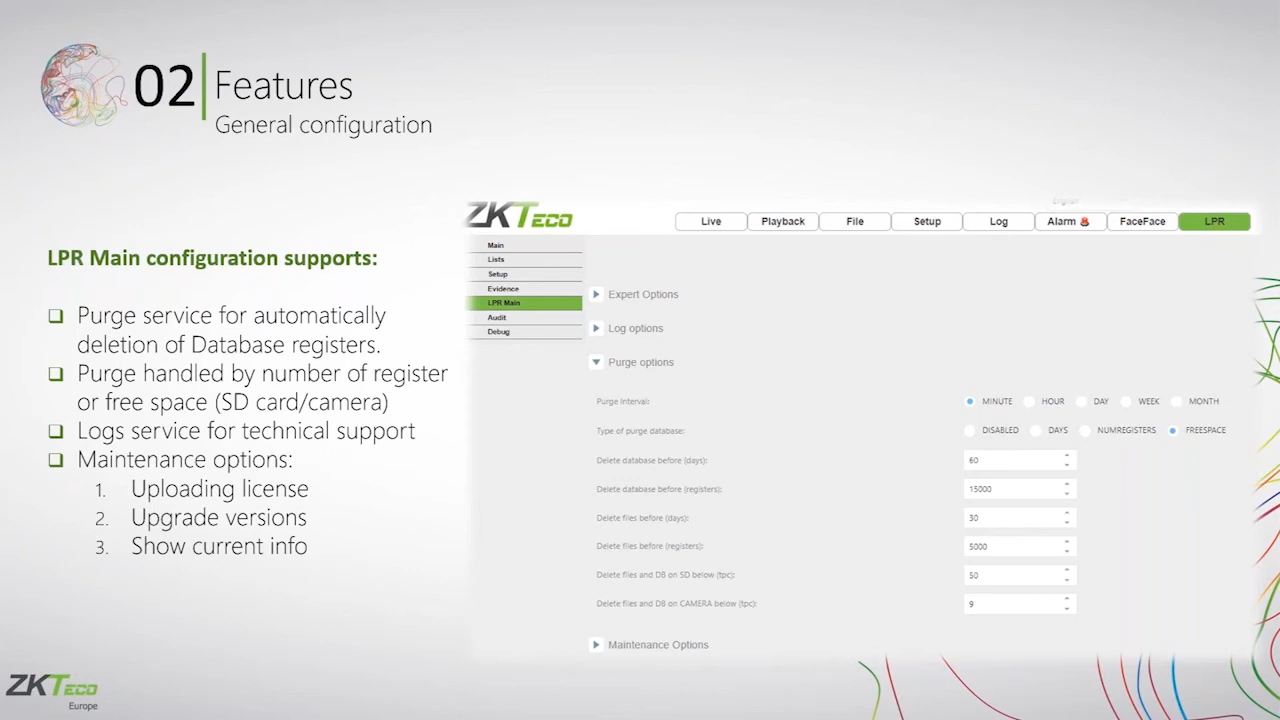 02
Features
General configuration
LPR Main configuration supports:
Purge service for automatically
deletion of Database registers.
Purge handled by number of register
or free space (SD card/camera)
Logs service for technical support
Maintenance options:
1. Uploading license
2. Upgrade versions
3. Show current info
English
ZKTECO
Live Playback File Setup Log Alarm FaceFace LPR
Main
Lists
Setup
Evidence
LPR Main
Audit
Debug
Expert Options
Log options
Purge options
Purge Interval: MINUTE HOUR DAY WEEK MONTH
Type of purge database: DISABLED DAYS NUMREGISTERS FREESPACE
Delete database before (days): 60
Delete database before (registers): 15000
Delete files before (days): 30
Delete files before (registers): 5000
Delete files and DB on SD below (tpc): 50
Delete files and DB on CAMERA below (tpc): 9
Maintenance Options
ZKTECO
Europe